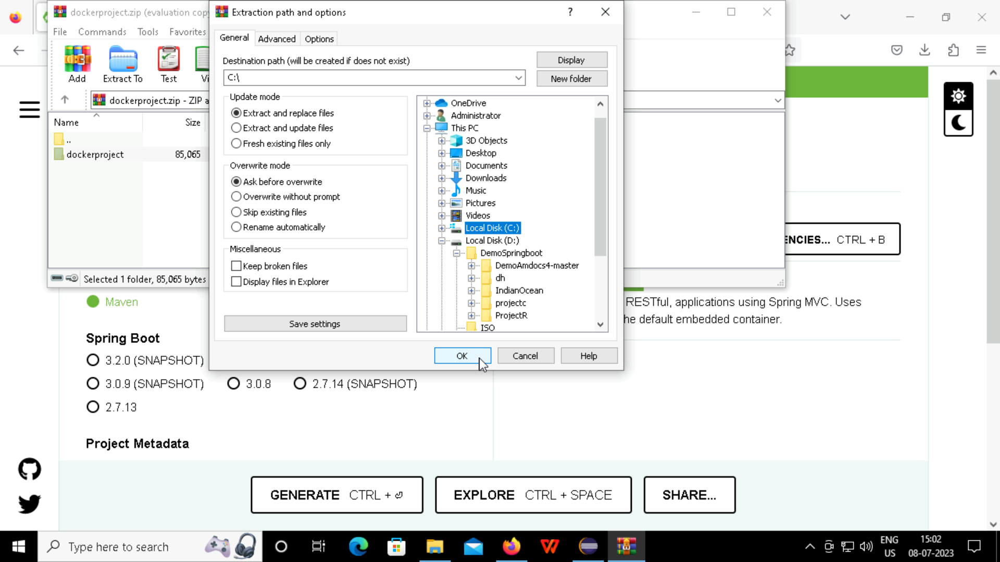 dockerproject.zip (evaluation copy
File Commands Tools Favorites
Add
Extract To
Test
Vi
dockerproject.zip - ZIP a
Name
Size
..
dockerproject
85,065
Selected 1 folder, 85,065 bytes
Extraction path and options
?
General
Advanced
Options
Destination path (will be created if does not exist)
C:\
Display
New folder
Update mode
Extract and replace files
Extract and update files
Fresh existing files only
Overwrite mode
Ask before overwrite
Overwrite without prompt
Skip existing files
Rename automatically
Miscellaneous
Keep broken files
Display files in Explorer
Save settings
OneDrive
Administrator
This PC
3D Objects
Desktop
Documents
Downloads
Music
Pictures
Videos
Local Disk (C:)
Local Disk (D:)
DemoSpringboot
DemoAmdocs4-master
dh
IndianOcean
projectc
ProjectR
ISO
OK
Cancel
Help
NCIES... CTRL + B
RESTful, applications using Spring MVC. Uses
he default embedded container.
Maven
Spring Boot
3.2.0 (SNAPSHOT)
3.0.9 (SNAPSHOT)
3.0.8
2.7.14 (SNAPSHOT)
2.7.13
Project Metadata
GENERATE CTRL + ⏎
EXPLORE CTRL + SPACE
SHARE...
Type here to search
ENG
US
15:02
08-07-2023